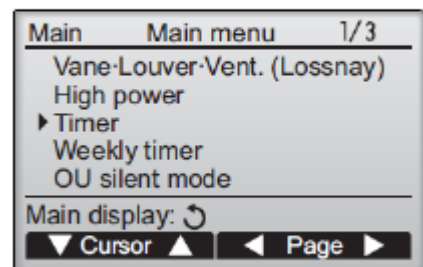 Main Main menu 1/3
Vane·Louver·Vent. (Lossnay)
High power
Timer
Weekly timer
OU silent mode
Main display:
▼ Cursor ▲ ◀ Page ▶